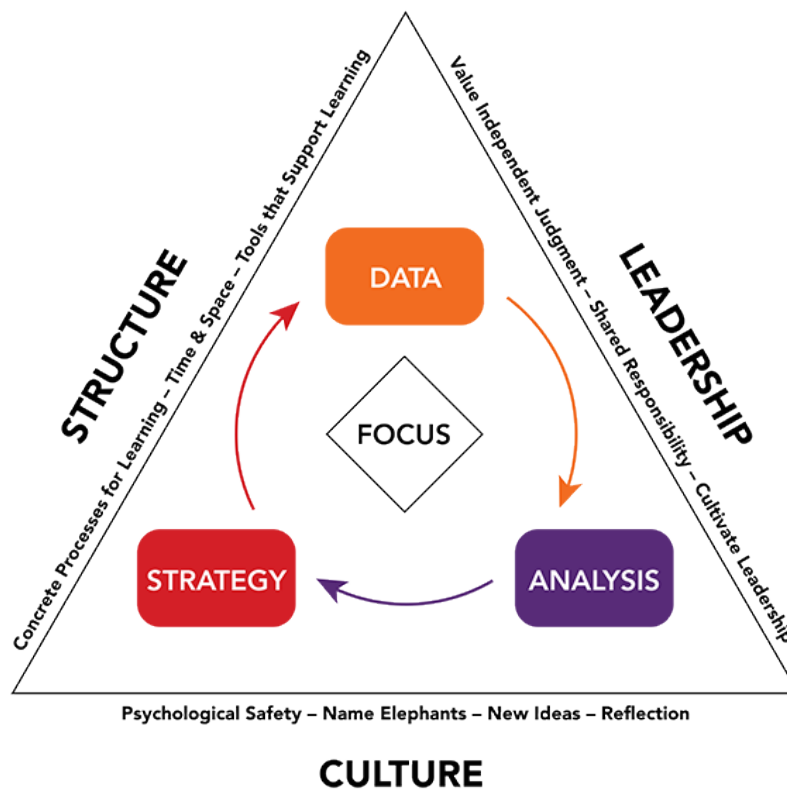 STRUCTURE
Concrete Processes for Learning – Time & Space – Tools that Support Learning
Value Independent Judgment – Shared Responsibility – Cultivate Leadership
LEADERSHIP
DATA
FOCUS
STRATEGY
ANALYSIS
Psychological Safety – Name Elephants – New Ideas – Reflection
CULTURE